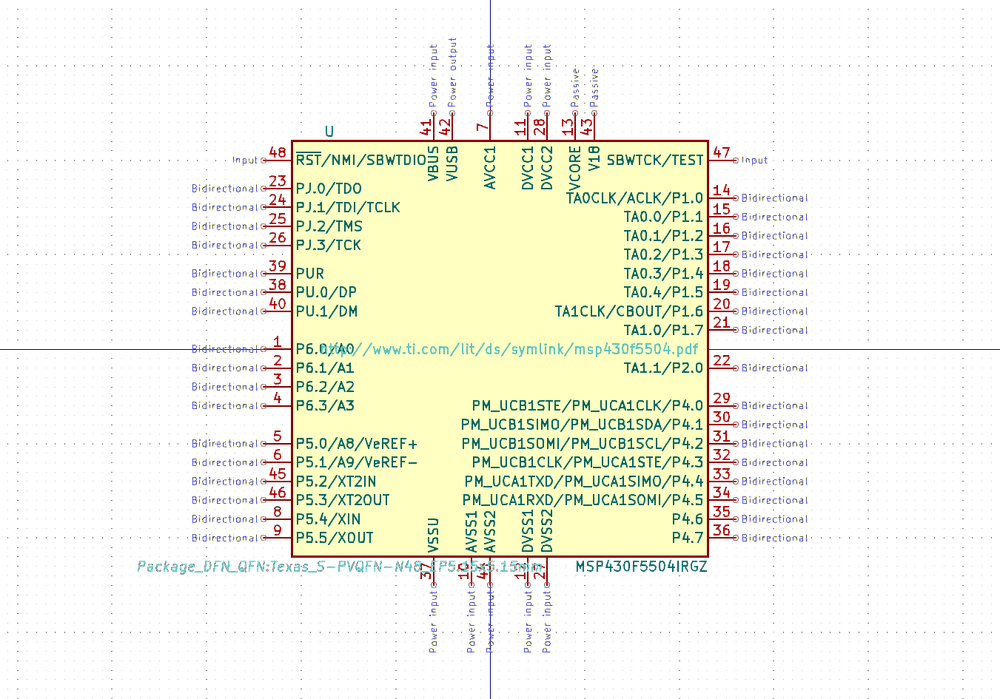 Power input
Power output
Power input
Power input
Power input
Passive
Passive
41
42
7
11
28
13
43
U
VBUS
VUSB
AVCC1
DVCC1
DVCC2
VCORE
V18
Input 48 RST/NMI/SBWTDIO
SBWTCK/TEST 47 Input
Bidirectional 23 PJ.0/TDO
Bidirectional 24 PJ.1/TDI/TCLK
Bidirectional 25 PJ.2/TMS
Bidirectional 26 PJ.3/TCK
Bidirectional 39 PUR
Bidirectional 38 PU.0/DP
Bidirectional 40 PU.1/DM
Bidirectional 1 P6.0/A0
Bidirectional 2 P6.1/A1
Bidirectional 3 P6.2/A2
Bidirectional 4 P6.3/A3
Bidirectional 5 P5.0/A8/VeREF+
Bidirectional 6 P5.1/A9/VeREF-
Bidirectional 45 P5.2/XT2IN
Bidirectional 46 P5.3/XT2OUT
Bidirectional 8 P5.4/XIN
Bidirectional 9 P5.5/XOUT
TA0CLK/ACLK/P1.0 14 Bidirectional
TA0.0/P1.1 15 Bidirectional
TA0.1/P1.2 16 Bidirectional
TA0.2/P1.3 17 Bidirectional
TA0.3/P1.4 18 Bidirectional
TA0.4/P1.5 19 Bidirectional
TA1CLK/CBOUT/P1.6 20 Bidirectional
TA1.0/P1.7 21 Bidirectional
http://www.ti.com/lit/ds/symlink/msp430f5504.pdf
TA1.1/P2.0 22 Bidirectional
PM_UCB1STE/PM_UCA1CLK/P4.0 29 Bidirectional
PM_UCB1SIMO/PM_UCB1SDA/P4.1 30 Bidirectional
PM_UCB1SOMI/PM_UCB1SCL/P4.2 31 Bidirectional
PM_UCB1CLK/PM_UCA1STE/P4.3 32 Bidirectional
PM_UCA1TXD/PM_UCA1SIMO/P4.4 33 Bidirectional
PM_UCA1RXD/PM_UCA1SOMI/P4.5 34 Bidirectional
P4.6 35 Bidirectional
P4.7 36 Bidirectional
VSSU
AVSS1
AVSS2
DVSS1
DVSS2
37
27
MSP430F5504IRGZ
Power input
Power input
Power input
Power input
Power input